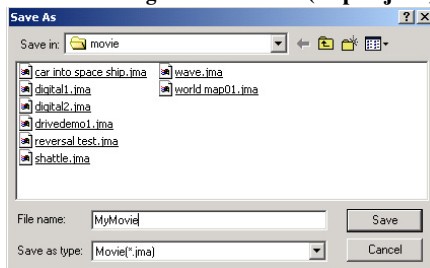 Save As
Save in: movie
car into space ship.jma
digital1.jma
digital2.jma
drivedemo1.jma
reversal test.jma
shattle.jma
wave.jma
world map01.jma
File name: MyMovie Save
Save as type: Movie(*.jma) Cancel